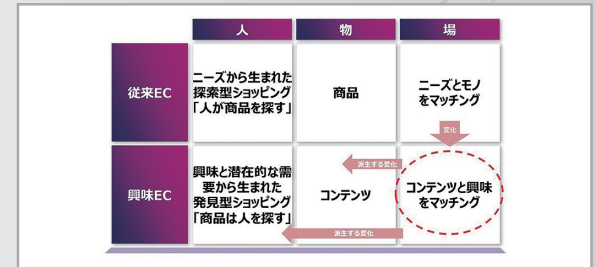 人
物
場
従来EC
ニーズから生まれた
探索型ショッピング
「人が商品を探す」
商品
ニーズとモノ
をマッチング
変化
興味EC
興味と潜在的な需
要から生まれた
発見型ショッピング
「商品は人を探す」
派生する変化
コンテンツ
コンテンツと興味
をマッチング
派生する変化